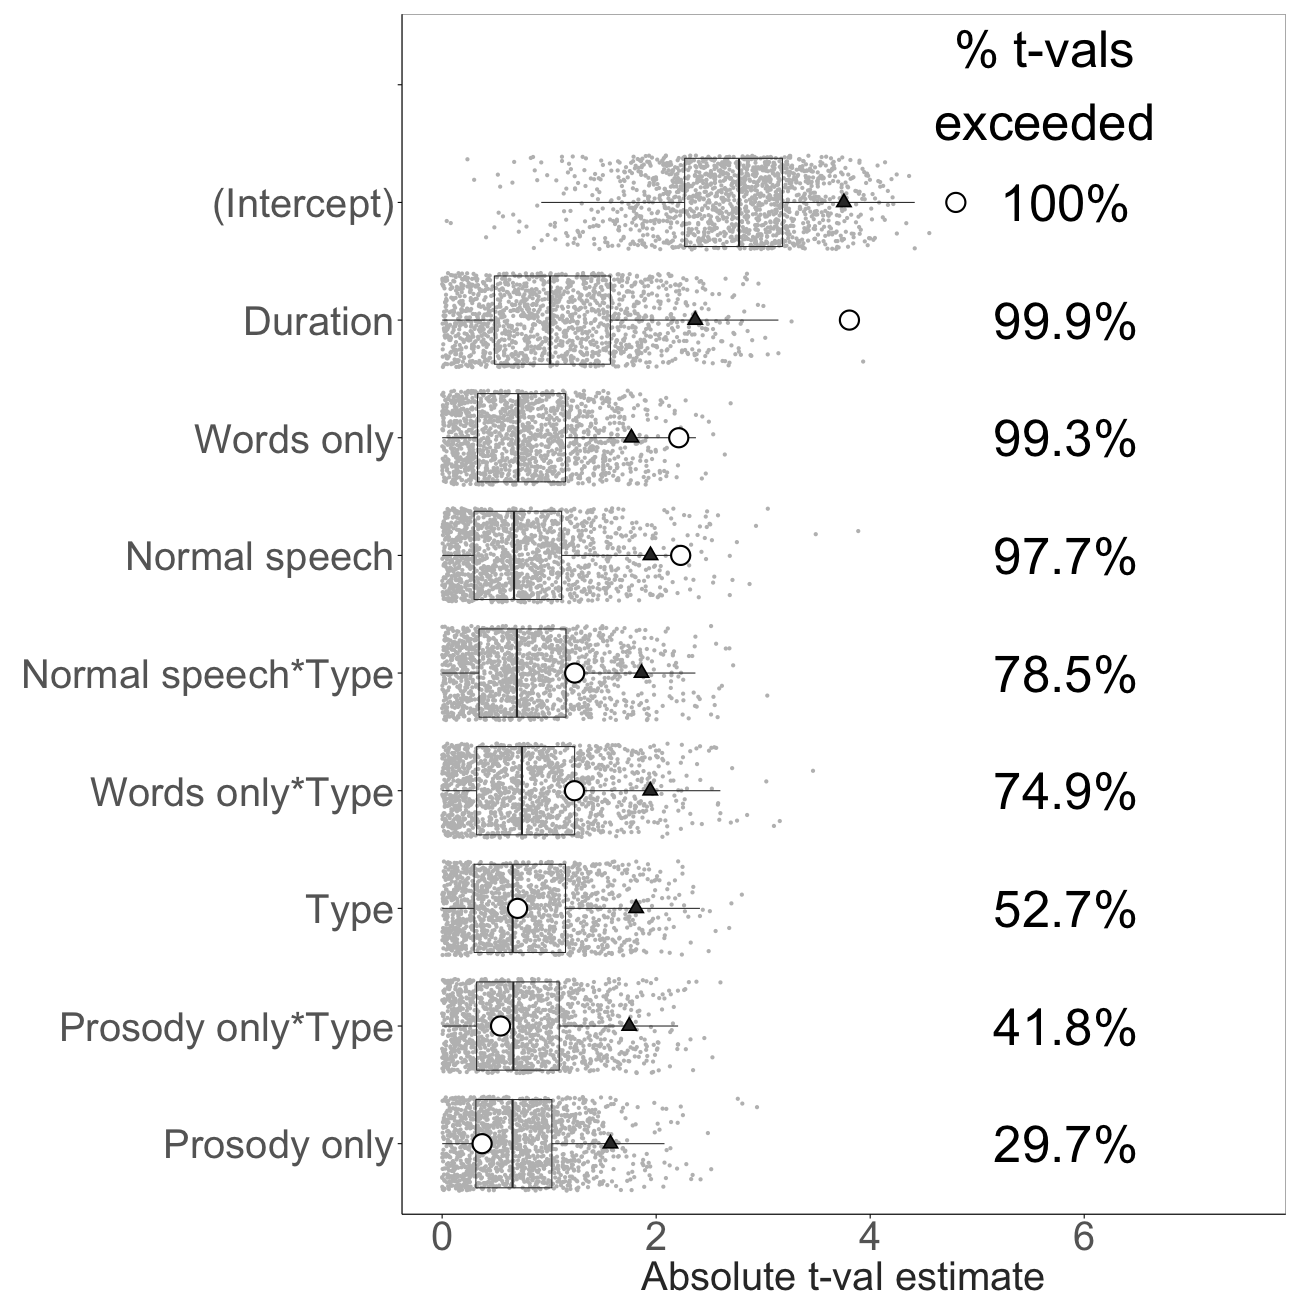 % t-vals
exceeded
(Intercept) 100%
Duration 99.9%
Words only 99.3%
Normal speech 97.7%
Normal speech*Type 78.5%
Words only*Type 74.9%
Type 52.7%
Prosody only*Type 41.8%
Prosody only 29.7%
0 2 4 6
Absolute t-val estimate